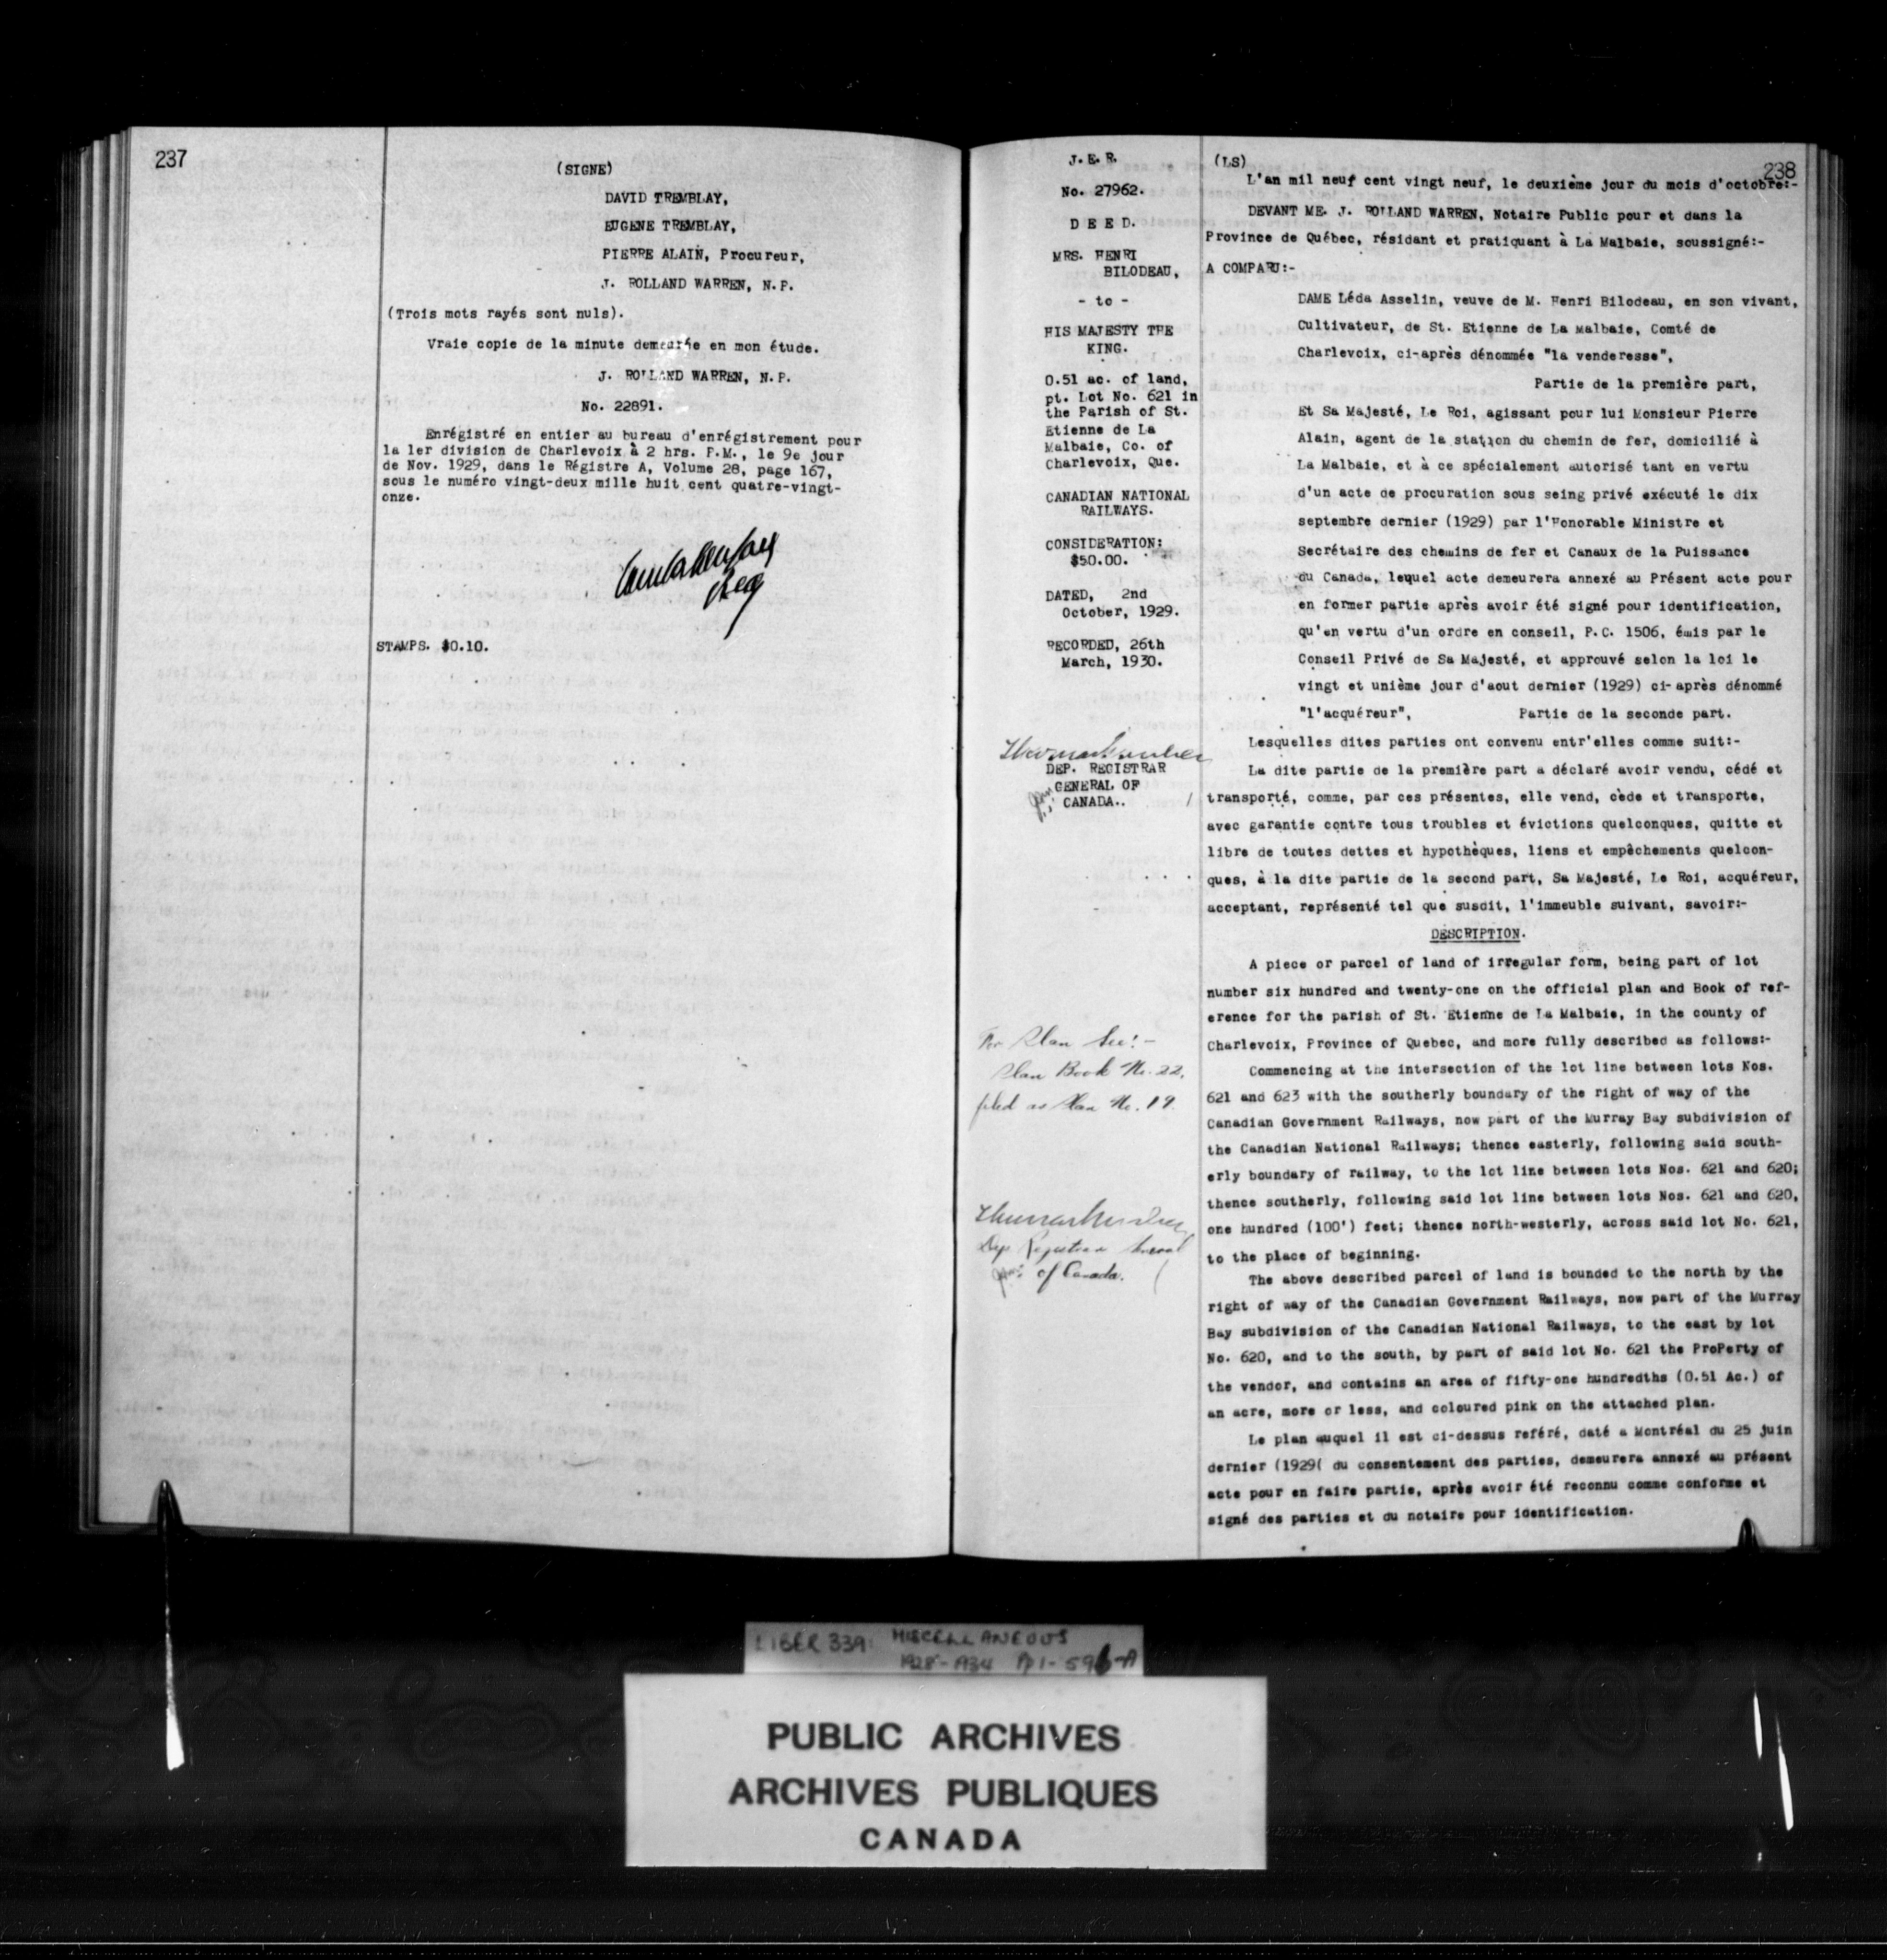 237
(SIGNE)
DAVID TREMBLAY,
EUGENE TREMBLAY,
PIERRE ALAIN, Procureur,
J. ROLLAND WARREN, N.P.
(Trois mots rayés sont nuls).
Vraie copie de la minute demeurée en mon étude.
J. ROLLAND WARREN, N.P.
No. 22891.
Enrégistré en entier au bureau d'enrégistrement pour
la 1er division de Charlevoix à 2 hrs. P.M., le 9e jour
de Nov. 1929, dans le Régistre A, Volume 28, page 167,
sous le numéro vingt-deux mille huit cent quatre-vingt-
onze.
STAMPS. $0.10.
J.E.R.
No. 27962.
D E E D.
MRS. HENRI
BILODEAU,
- to -
HIS MAJESTY THE
KING.
0.51 ac. of land,
pt. Lot No. 621 in
the Parish of St.
Etienne de La
Malbaie, Co. of
Charlevoix, Que.
CANADIAN NATIONAL
RAILWAYS.
CONSIDERATION:
$50.00.
DATED, 2nd
October, 1929.
RECORDED, 26th
March, 1930.
DEP. REGISTRAR
GENERAL OF
CANADA..
For Plan See:-
Plan Book No. 22.
filed as Plan No. 19.
Dep Registrar General
of Canada.
238
(LS)
L'an mil neuf cent vingt neuf, le deuxième jour du mois d'octobre:-
DEVANT ME. J. ROLLAND WARREN, Notaire Public pour et dans la
Province de Québec, résidant et pratiquant à La Malbaie, soussigné:-
A COMPARU:-
DAME Léda Asselin, veuve de M. Henri Bilodeau, en son vivant,
Cultivateur, de St. Etienne de La Malbaie, Comté de
Charlevoix, ci-après dénommée "la venderesse",
Partie de la première part,
Et Sa Majesté, Le Roi, agissant pour lui Monsieur Pierre
Alain, agent de la station du chemin de fer, domicilié à
La Malbaie, et à ce spécialement autorisé tant en vertu
d'un acte de procuration sous seing privé exécuté le dix
septembre dernier (1929) par l'Honorable Ministre et
Secrétaire des chemins de fer et Canaux de la Puissance
du Canada, lequel acte demeurera annexé au Présent acte pour
en former partie après avoir été signé pour identification,
qu'en vertu d'un ordre en conseil, P.C. 1506, émis par le
Conseil Privé de Sa Majesté, et approuvé selon la loi le
vingt et unième jour d'aout dernier (1929) ci-après dénommé
"l'acquéreur", Partie de la seconde part.
Lesquelles dites parties ont convenu entr'elles comme suit:-
La dite partie de la première part a déclaré avoir vendu, cédé et
transporté, comme, par ces présentes, elle vend, cède et transporte,
avec garantie contre tous troubles et évictions quelconques, quitte et
libre de toutes dettes et hypothèques, liens et empêchements quelcon-
ques, à la dite partie de la second part, Sa Majesté, Le Roi, acquéreur,
acceptant, représenté tel que susdit, l'immeuble suivant, savoir:-
DESCRIPTION.
A piece or parcel of land of irregular form, being part of lot
number six hundred and twenty-one on the official plan and Book of ref-
erence for the parish of St. Etienne de La Malbaie, in the county of
Charlevoix, Province of Quebec, and more fully described as follows:-
Commencing at the intersection of the lot line between lots Nos.
621 and 623 with the southerly boundary of the right of way of the
Canadian Government Railways, now part of the Murray Bay subdivision of
the Canadian National Railways; thence easterly, following said south-
erly boundary of railway, to the lot line between lots Nos. 621 and 620;
thence southerly, following said lot line between lots Nos. 621 and 620,
one hundred (100') feet; thence north-westerly, across said lot No. 621,
to the place of beginning.
The above described parcel of land is bounded to the north by the
right of way of the Canadian Government Railways, now part of the Murray
Bay subdivision of the Canadian National Railways, to the east by lot
No. 620, and to the south, by part of said lot No. 621 the ProPerty of
the vendor, and contains an area of fifty-one hundredths (0.51 Ac.) of
an acre, more or less, and coloured pink on the attached plan.
Le plan auquel il est ci-dessus reféré, daté a Montréal du 25 juin
dernier (1929( du consentement des parties, demeurera annexé au présent
acte pour en faire partie, après avoir été reconnu comme conforme et
signé des parties et du notaire pour identification.
LIBER 339: MISCELLANEOUS
1928-1934 Pp 1-596-A
PUBLIC ARCHIVES
ARCHIVES PUBLIQUES
CANADA